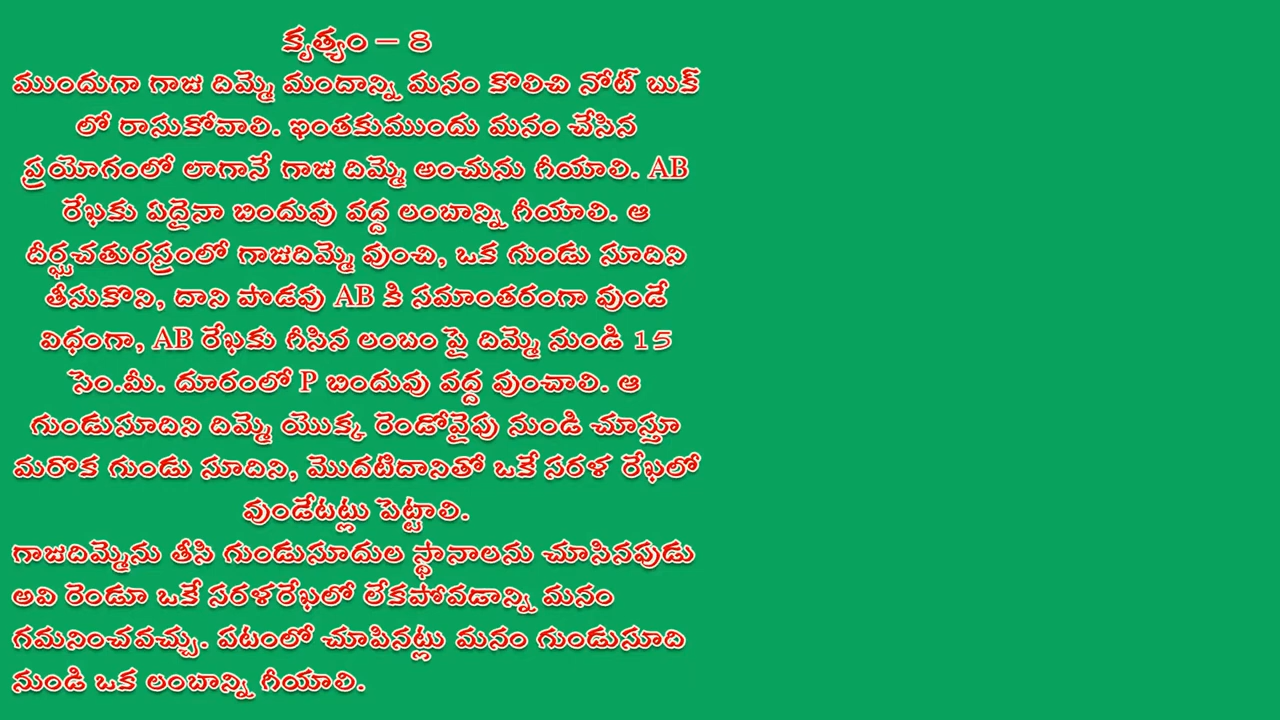 కృత్యం – 8
ముందుగా గాజు దిమ్మె మందాన్ని మనం కొలిచి నోట్ బుక్
లో రాసుకోవాలి. ఇంతకుముందు మనం చేసిన
ప్రయోగంలో లాగానే గాజు దిమ్మె అంచును గీయాలి. AB
రేఖకు ఏదైనా బిందువు వద్ద లంబాన్ని గీయాలి. ఆ
దీర్ఘచతురస్రంలో గాజుదిమ్మె వుంచి, ఒక గుండు సూదిని
తీసుకొని, దాని పొడవు AB కి సమాంతరంగా వుండే
విధంగా, AB రేఖకు గీసిన లంబం పై దిమ్మె నుండి 15
సెం.మీ. దూరంలో P బిందువు వద్ద వుంచాలి. ఆ
గుండుసూదిని దిమ్మె యొక్క రెండోవైపు నుండి చూస్తూ
మరొక గుండు సూదిని, మొదటిదానితో ఒకే సరళ రేఖలో
వుండేటట్లు పెట్టాలి.
గాజుదిమ్మెను తీసి గుండుసూదుల స్థానాలను చూసినపుడు
అవి రెండూ ఒకే సరళరేఖలో లేకపోవడాన్ని మనం
గమనించవచ్చు. పటంలో చూపినట్లు మనం గుండుసూది
నుండి ఒక లంబాన్ని గీయాలి.